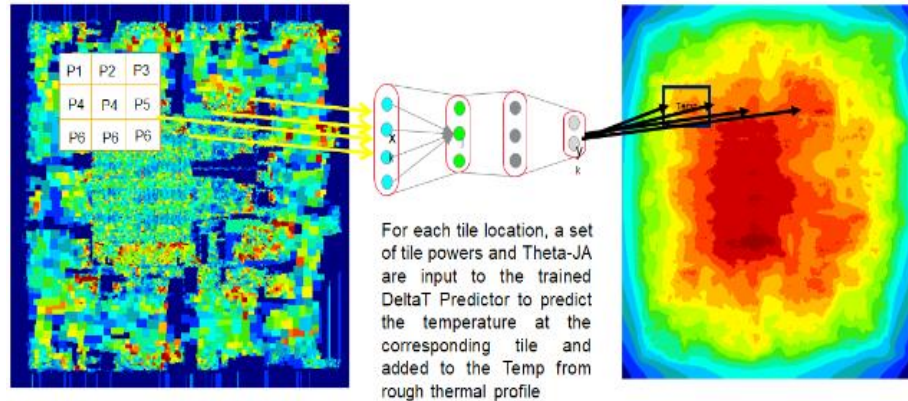 P1 P2 P3
P4 P4 P5
P6 P6 P6
X
y
k
Temp
For each tile location, a set
of tile powers and Theta-JA
are input to the trained
DeltaT Predictor to predict
the temperature at the
corresponding tile and
added to the Temp from
rough thermal profile